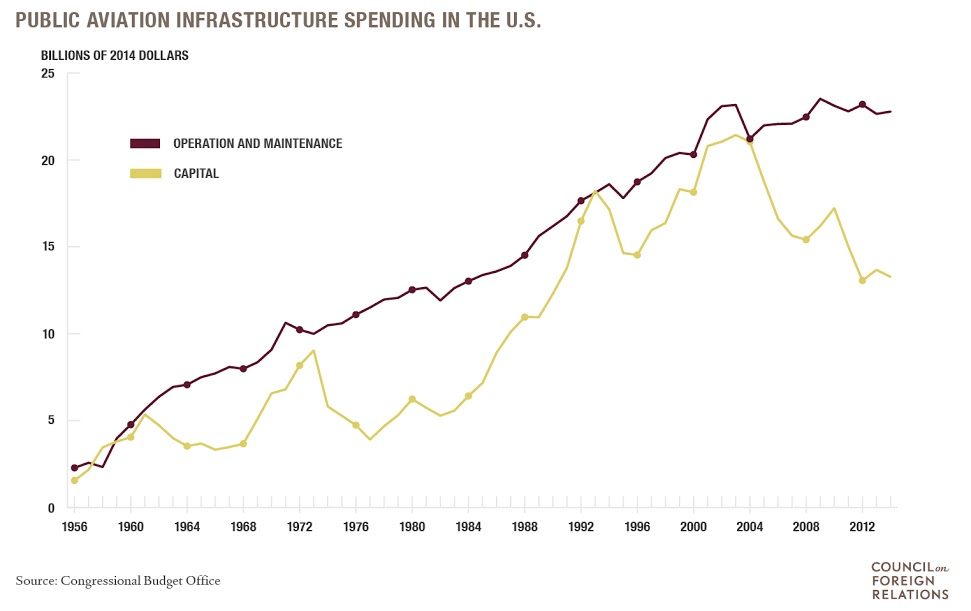 PUBLIC AVIATION INFRASTRUCTURE SPENDING IN THE U.S.
BILLIONS OF 2014 DOLLARS
25
20
15
10
5
0
OPERATION AND MAINTENANCE
CAPITAL
1956 1960 1964 1968 1972 1976 1980 1984 1988 1992 1996 2000 2004 2008 2012
Source: Congressional Budget Office
COUNCIL on
FOREIGN
RELATIONS